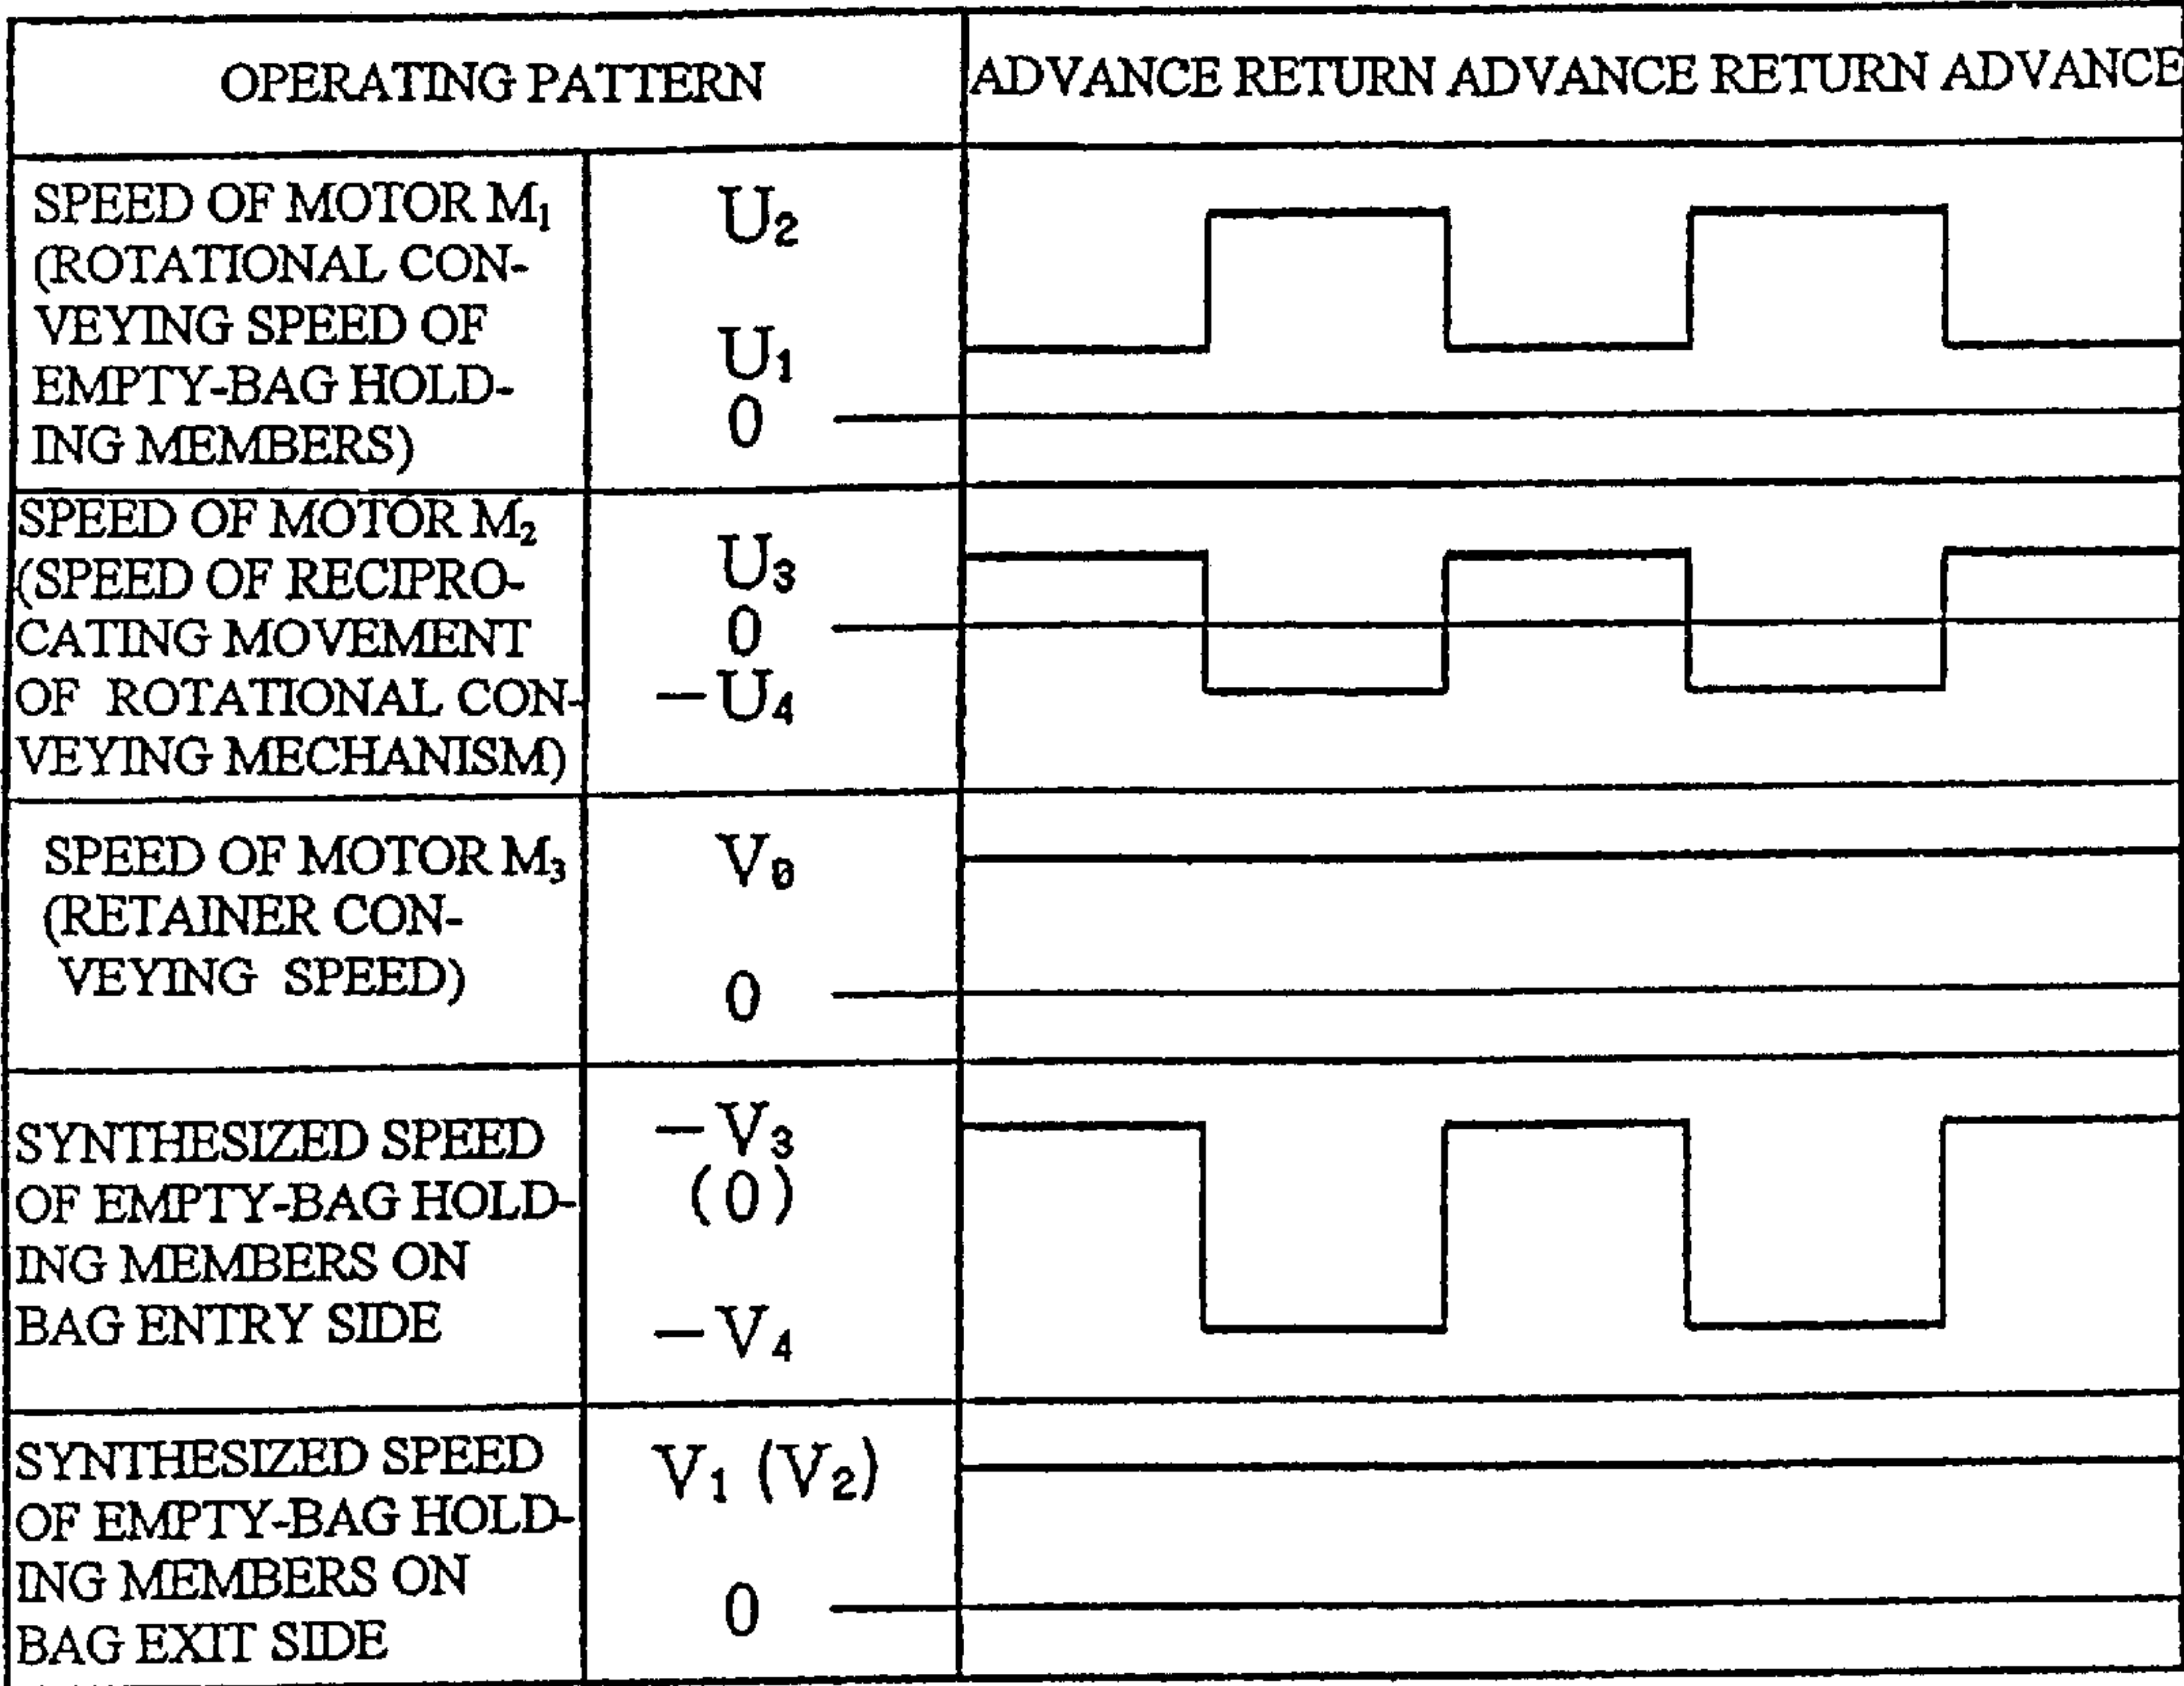 OPERATING PATTERN
ADVANCE RETURN ADVANCE RETURN ADVANCE
SPEED OF MOTOR M₁
(ROTATIONAL CON-
VEYING SPEED OF
EMPTY-BAG HOLD-
ING MEMBERS)
U₂
U₁
0
SPEED OF MOTOR M₂
(SPEED OF RECIPRO-
CATING MOVEMENT
OF ROTATIONAL CON-
VEYING MECHANISM)
U₃
0
−U₄
SPEED OF MOTOR M₃
(RETAINER CON-
VEYING SPEED)
V₀
0
SYNTHESIZED SPEED
OF EMPTY-BAG HOLD-
ING MEMBERS ON
BAG ENTRY SIDE
−V₃
(0)
−V₄
SYNTHESIZED SPEED
OF EMPTY-BAG HOLD-
ING MEMBERS ON
BAG EXIT SIDE
V₁ (V₂)
0